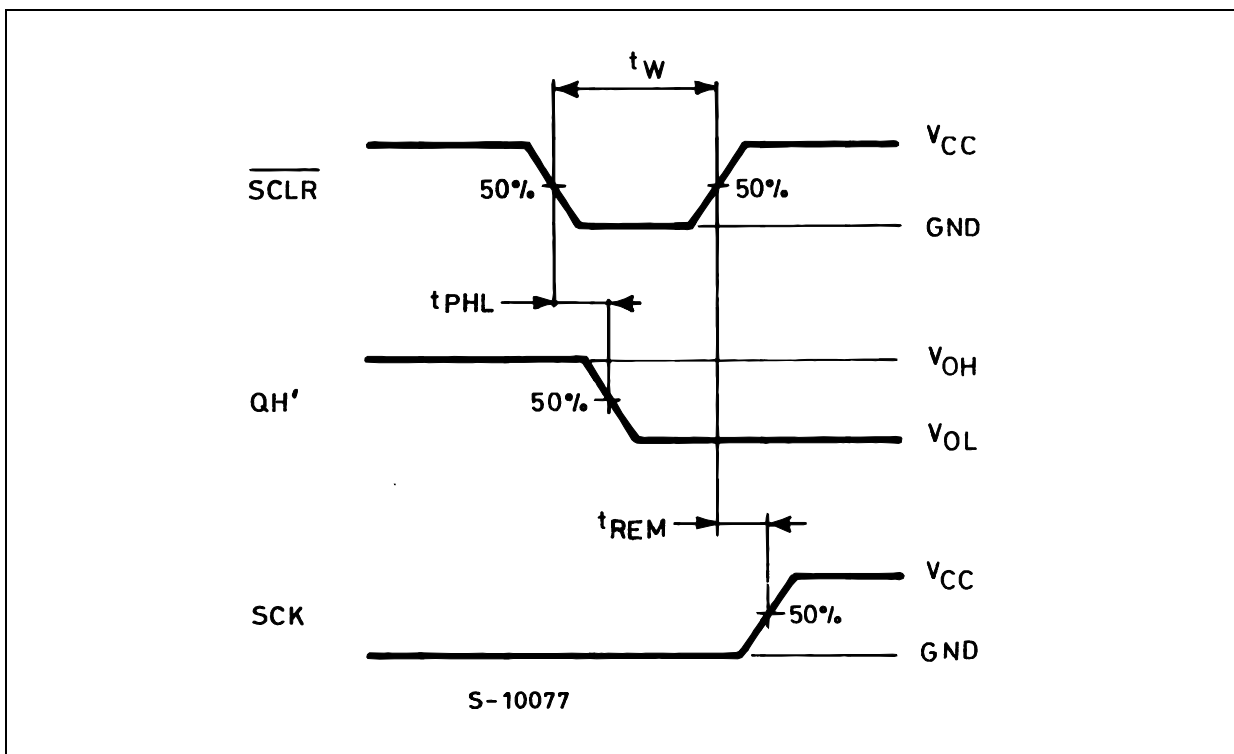 tW
VCC
SCLR
50%
50%
GND
tPHL
VOH
QH'
50%
VOL
tREM
VCC
SCK
50%
GND
S-10077